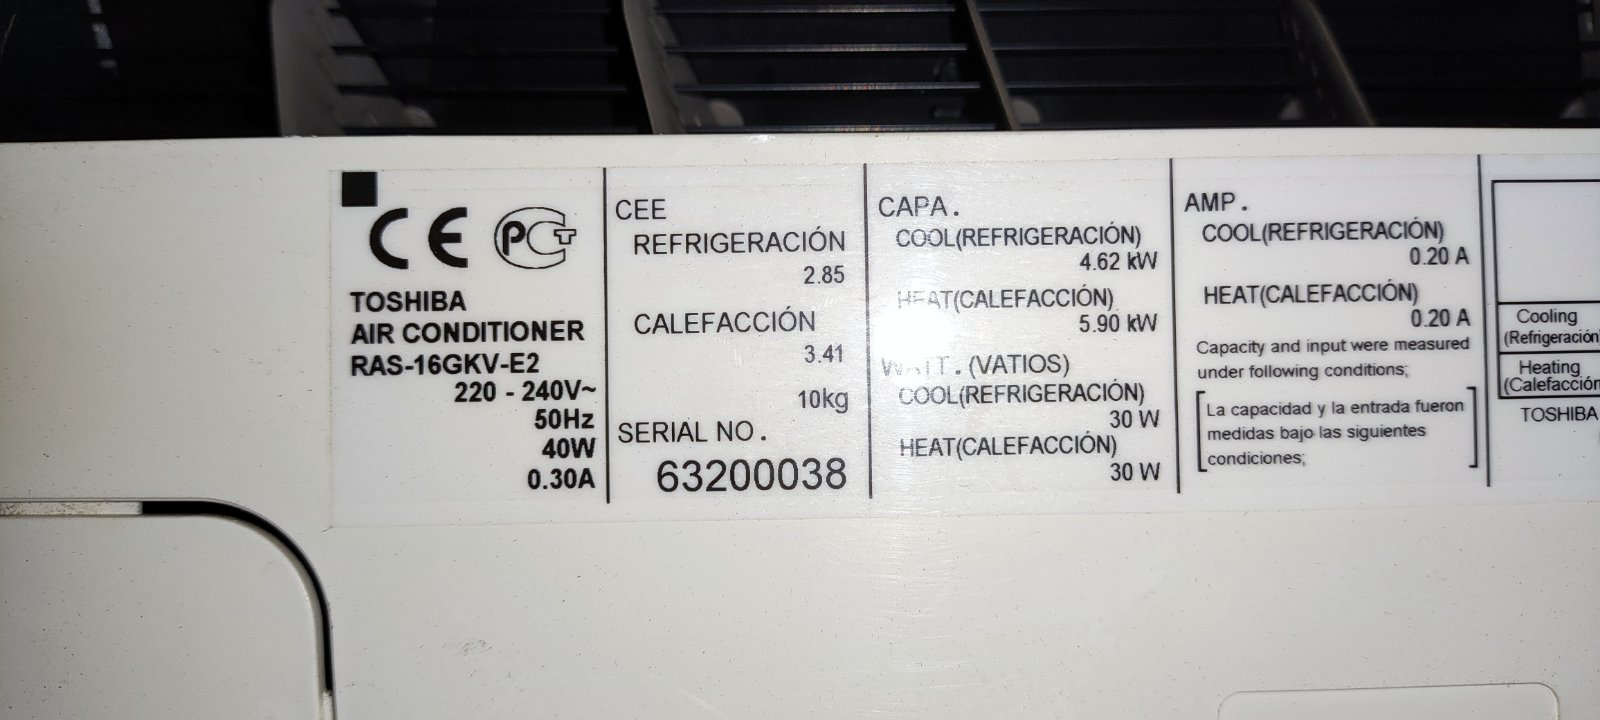 CE PCT
TOSHIBA
AIR CONDITIONER
RAS-16GKV-E2
220 - 240V~
50Hz
40W
0.30A
CEE
REFRIGERACIÓN
2.85
CALEFACCIÓN
3.41
10kg
SERIAL NO.
63200038
CAPA.
COOL(REFRIGERACIÓN)
4.62 kW
HEAT(CALEFACCIÓN)
5.90 kW
WATT.(VATIOS)
COOL(REFRIGERACIÓN)
30 W
HEAT(CALEFACCIÓN)
30 W
AMP.
COOL(REFRIGERACIÓN)
0.20 A
HEAT(CALEFACCIÓN)
0.20 A
Capacity and input were measured
under following conditions;
La capacidad y la entrada fueron
medidas bajo las siguientes
condiciones;
Cooling
(Refrigeración
Heating
(Calefacción
TOSHIBA